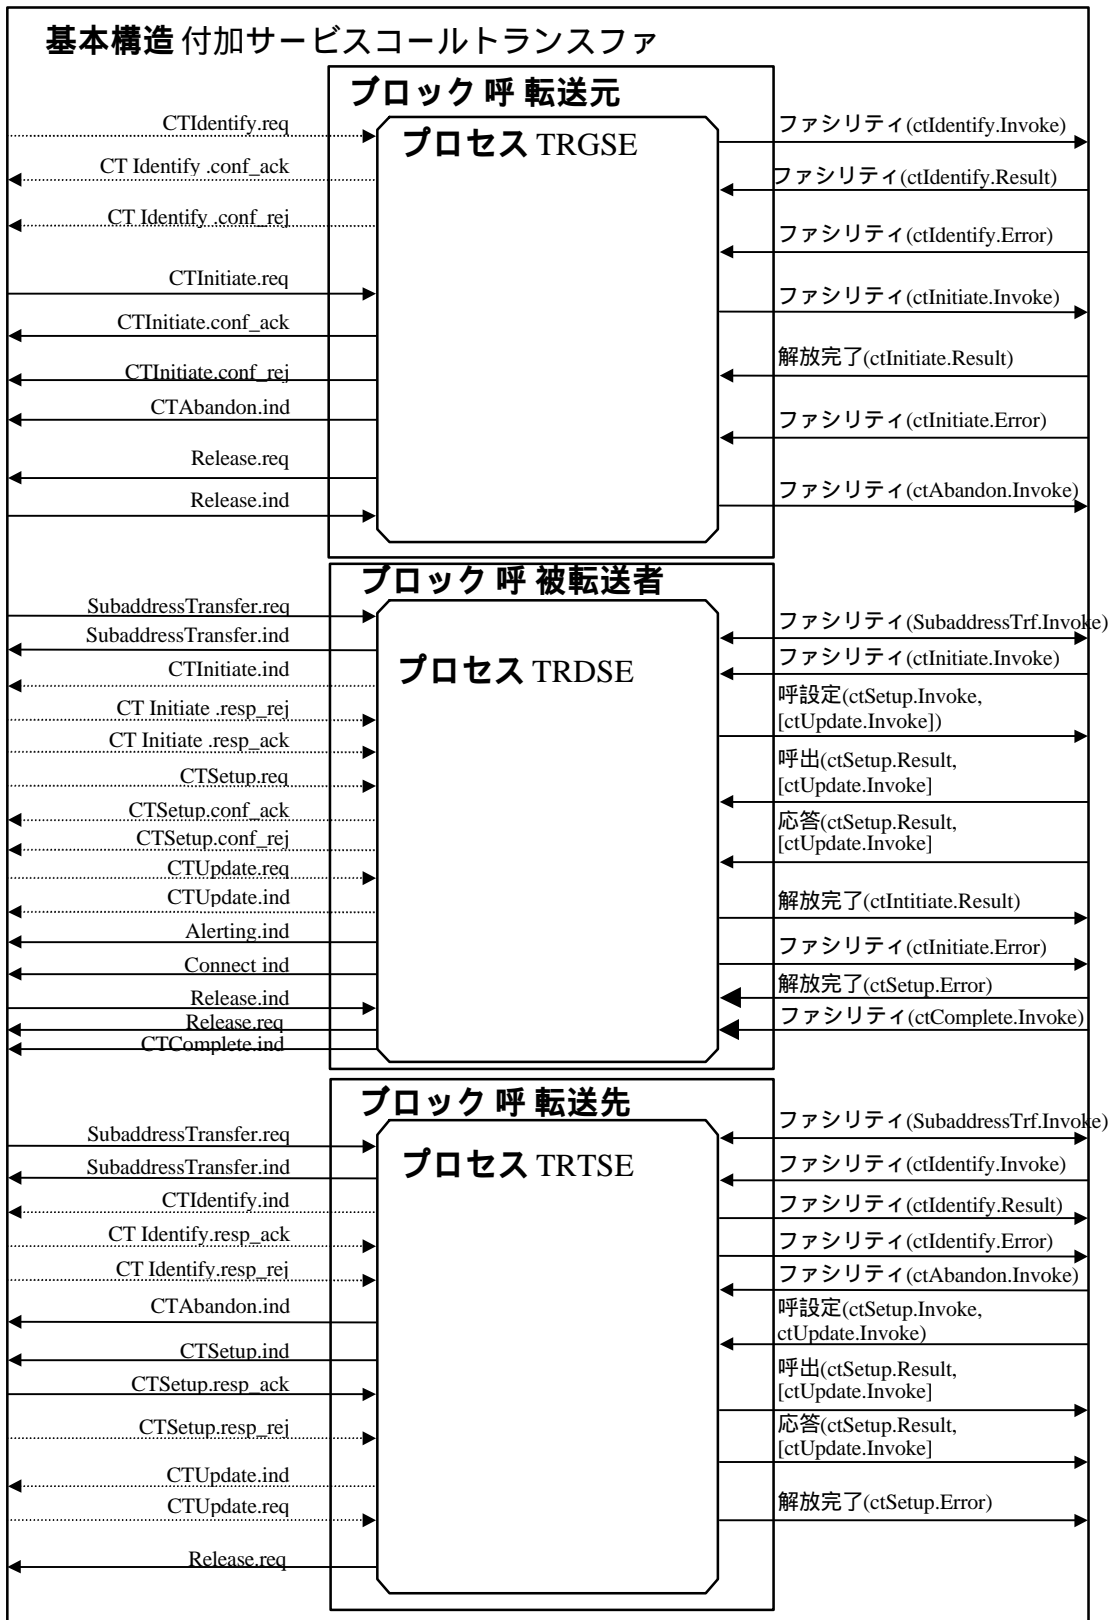 基本構造 付加サービスコールトランスファ
ブロック 呼 転送元
プロセス TRGSE
CTIdentify.req
CT Identify .conf_ack
CT Identify .conf_rej
CTInitiate.req
CTInitiate.conf_ack
CTInitiate.conf_rej
CTAbandon.ind
Release.req
Release.ind
ファシリティ(ctIdentify.Invoke)
ファシリティ(ctIdentify.Result)
ファシリティ(ctIdentify.Error)
ファシリティ(ctInitiate.Invoke)
解放完了(ctInitiate.Result)
ファシリティ(ctInitiate.Error)
ファシリティ(ctAbandon.Invoke)
ブロック 呼 被転送者
プロセス TRDSE
SubaddressTransfer.req
SubaddressTransfer.ind
CTInitiate.ind
CT Initiate .resp_rej
CT Initiate .resp_ack
CTSetup.req
CTSetup.conf_ack
CTSetup.conf_rej
CTUpdate.req
CTUpdate.ind
Alerting.ind
Connect ind
Release.ind
Release.req
CTComplete.ind
ファシリティ(SubaddressTrf.Invoke)
ファシリティ(ctInitiate.Invoke)
呼設定(ctSetup.Invoke,
[ctUpdate.Invoke])
呼出(ctSetup.Result,
[ctUpdate.Invoke]
応答(ctSetup.Result,
[ctUpdate.Invoke]
解放完了(ctIntitiate.Result)
ファシリティ(ctInitiate.Error)
解放完了(ctSetup.Error)
ファシリティ(ctComplete.Invoke)
ブロック 呼 転送先
プロセス TRTSE
SubaddressTransfer.req
SubaddressTransfer.ind
CTIdentify.ind
CT Identify.resp_ack
CT Identify.resp_rej
CTAbandon.ind
CTSetup.ind
CTSetup.resp_ack
CTSetup.resp_rej
CTUpdate.ind
CTUpdate.req
Release.req
ファシリティ(SubaddressTrf.Invoke)
ファシリティ(ctIdentify.Invoke)
ファシリティ(ctIdentify.Result)
ファシリティ(ctIdentify.Error)
ファシリティ(ctAbandon.Invoke)
呼設定(ctSetup.Invoke,
ctUpdate.Invoke)
呼出(ctSetup.Result,
[ctUpdate.Invoke]
応答(ctSetup.Result,
[ctUpdate.Invoke]
解放完了(ctSetup.Error)